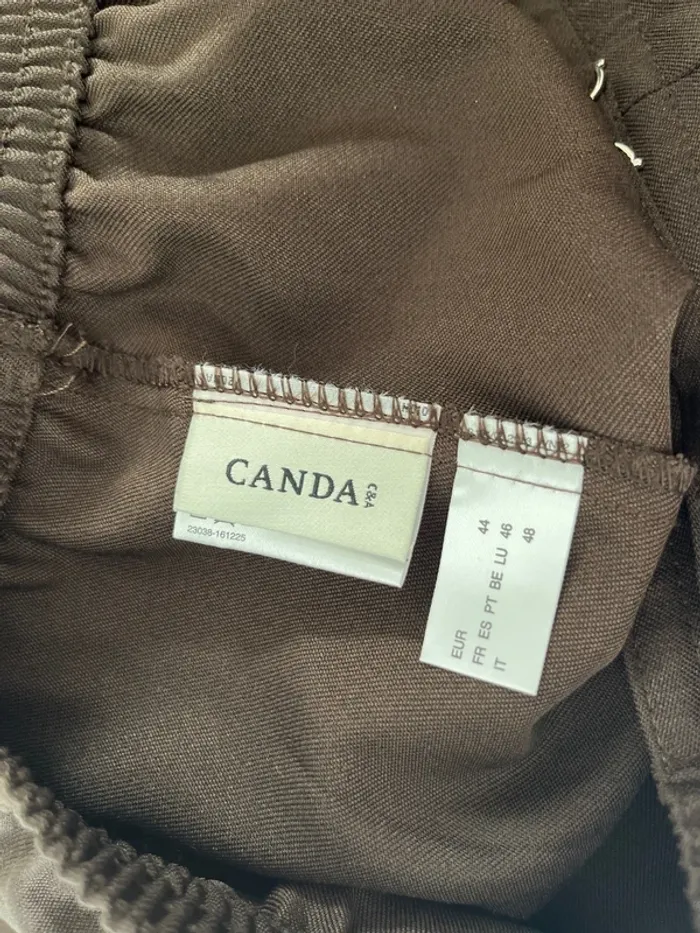 CANDA
C&A
23038-161225
EUR 44
FR ES PT BE LU 46
IT 48